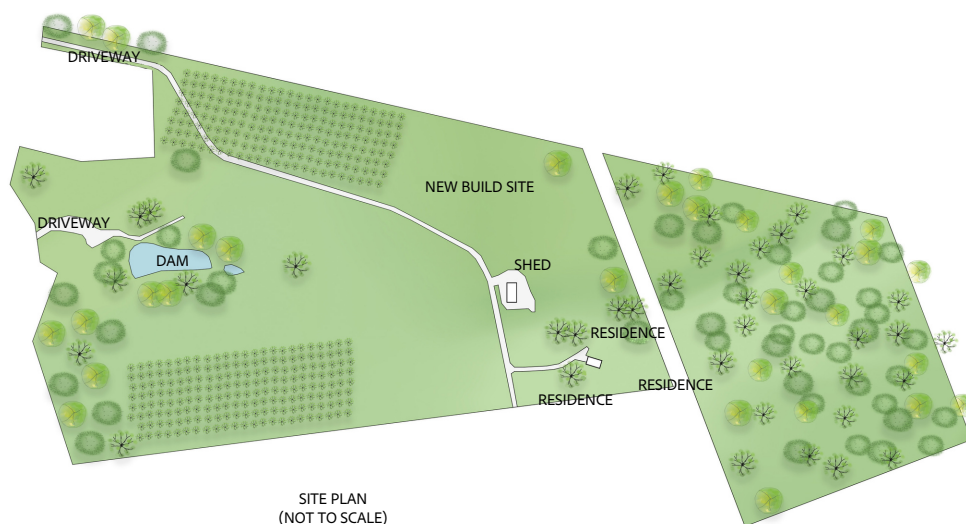 DRIVEWAY
NEW BUILD SITE
DRIVEWAY
DAM
SHED
RESIDENCE
RESIDENCE
RESIDENCE
SITE PLAN
(NOT TO SCALE)